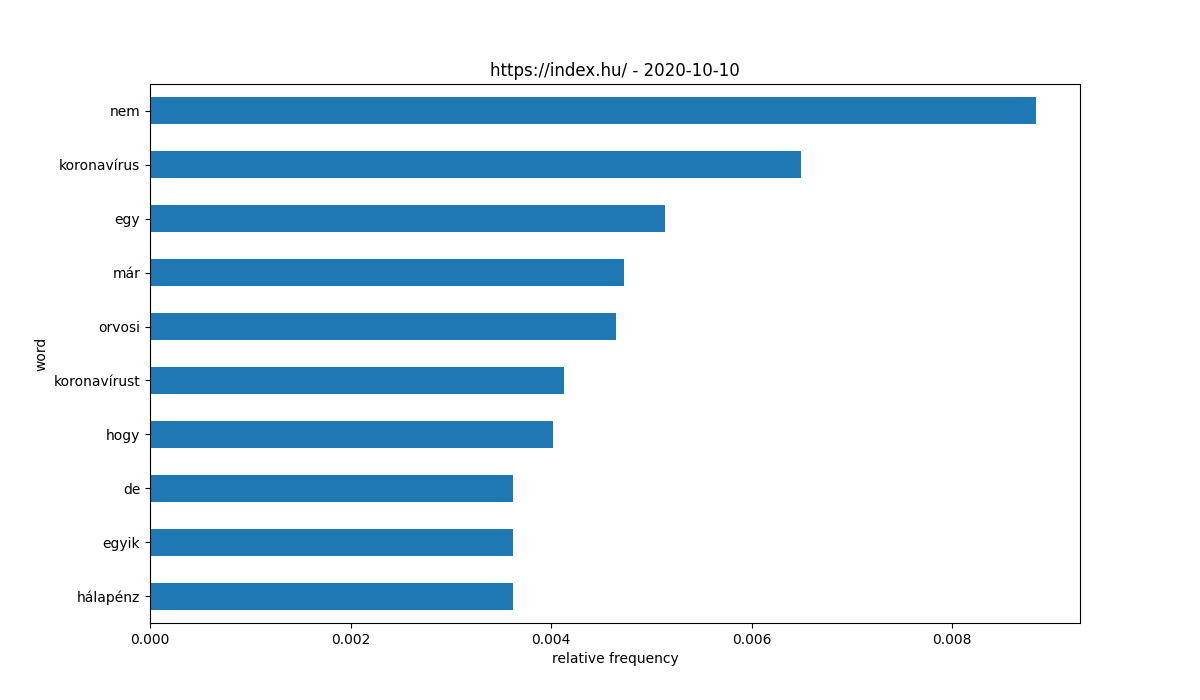 https://index.hu/ - 2020-10-10
nem
koronavírus
egy
már
orvosi
koronavírust
hogy
de
egyik
hálapénz
word
0.000 0.002 0.004 0.006 0.008
relative frequency